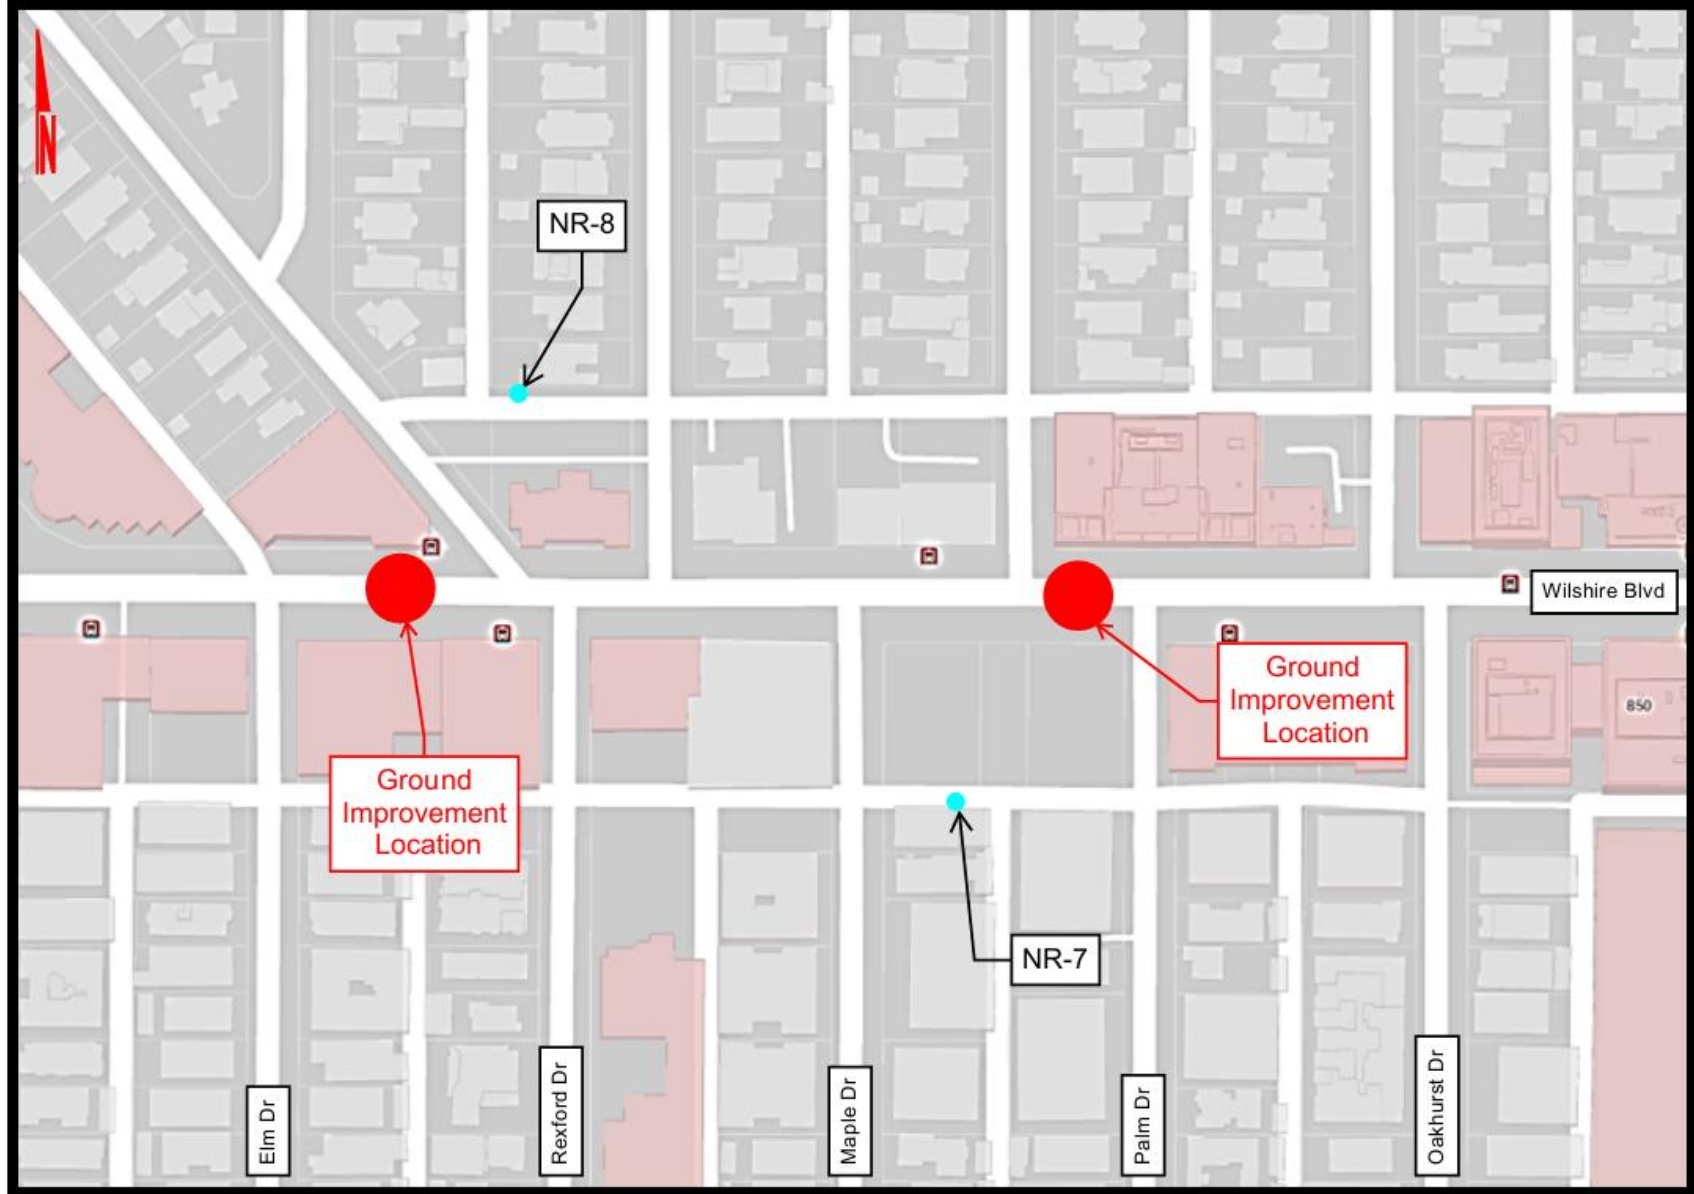 N
NR-8
Wilshire Blvd
Ground
Improvement
Location
850
Ground
Improvement
Location
NR-7
Elm Dr
Rexford Dr
Maple Dr
Palm Dr
Oakhurst Dr